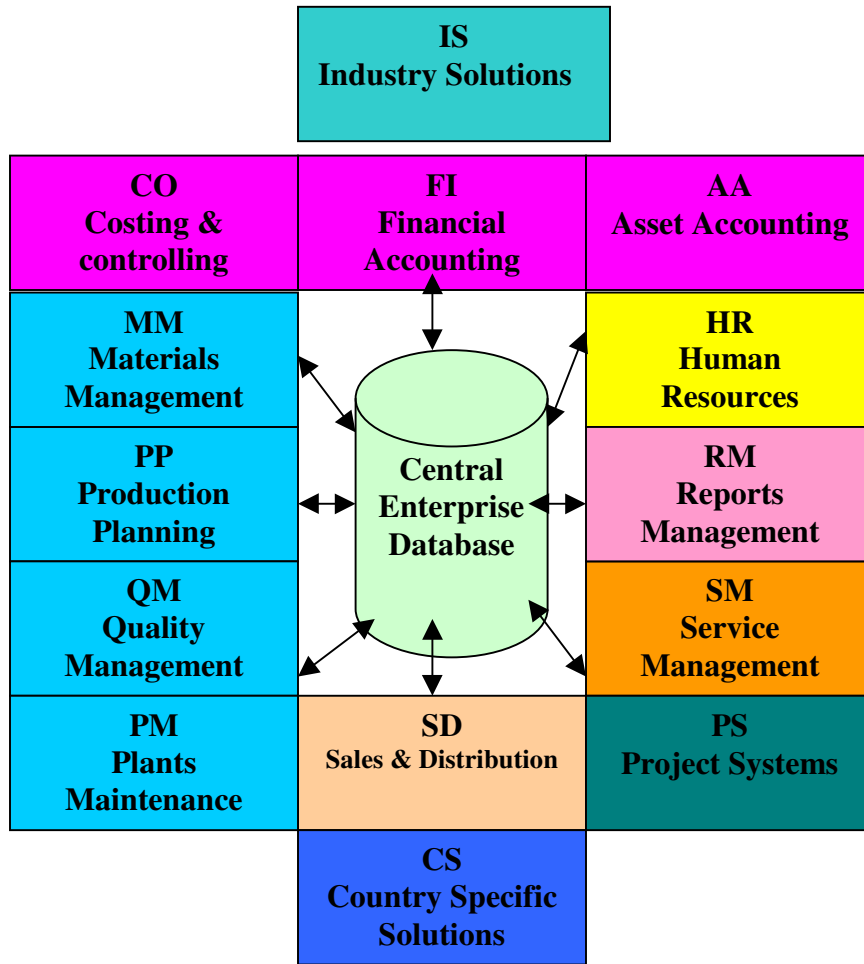 IS
Industry Solutions
CO
Costing &
controlling
FI
Financial
Accounting
AA
Asset Accounting
MM
Materials
Management
HR
Human
Resources
PP
Production
Planning
Central
Enterprise
Database
RM
Reports
Management
QM
Quality
Management
SM
Service
Management
PM
Plants
Maintenance
SD
Sales & Distribution
PS
Project Systems
CS
Country Specific
Solutions